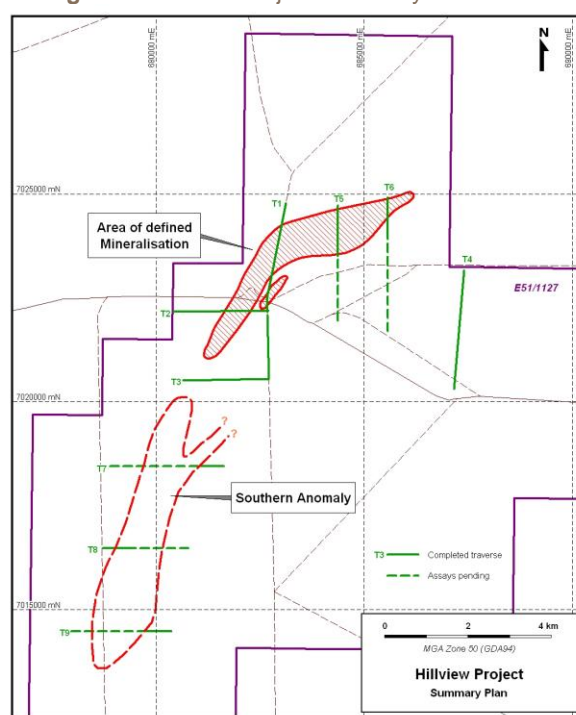 680000 mE
685000 mE
690000 mE
N
7025000 mN
T1
T5
T6
Area of defined
Mineralisation
T4
E51/1127
T2
T3
7020000 mN
?
?
T7
Southern Anomaly
T8
T3 Completed traverse
Assays pending
7015000 mN
T9
0 2 4 km
MGA Zone 50 (GDA94)
Hillview Project
Summary Plan